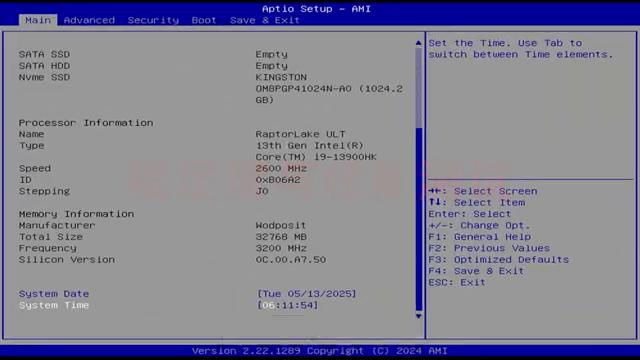 Aptio Setup - AMI
Main Advanced Security Boot Save & Exit
SATA SSD Empty
SATA HDD Empty
Nvme SSD KINGSTON
OM8PGP41024N-A0 (1024.2
GB)
Processor Information
Name RaptorLake ULT
Type 13th Gen Intel(R)
Core(TM) i9-13900HK
Speed 2600 MHz
ID 0xB06A2
Stepping J0
Memory Information
Manufacturer Wodposit
Total Size 32768 MB
Frequency 3200 MHz
Silicon Version 0C.00.A7.50
System Date [Tue 05/13/2025]
System Time [06:11:54]
Set the Time. Use Tab to
switch between Time elements.
→←: Select Screen
↑↓: Select Item
Enter: Select
+/-: Change Opt.
F1: General Help
F2: Previous Values
F3: Optimized Defaults
F4: Save & Exit
ESC: Exit
Version 2.22.1289 Copyright (C) 2024 AMI